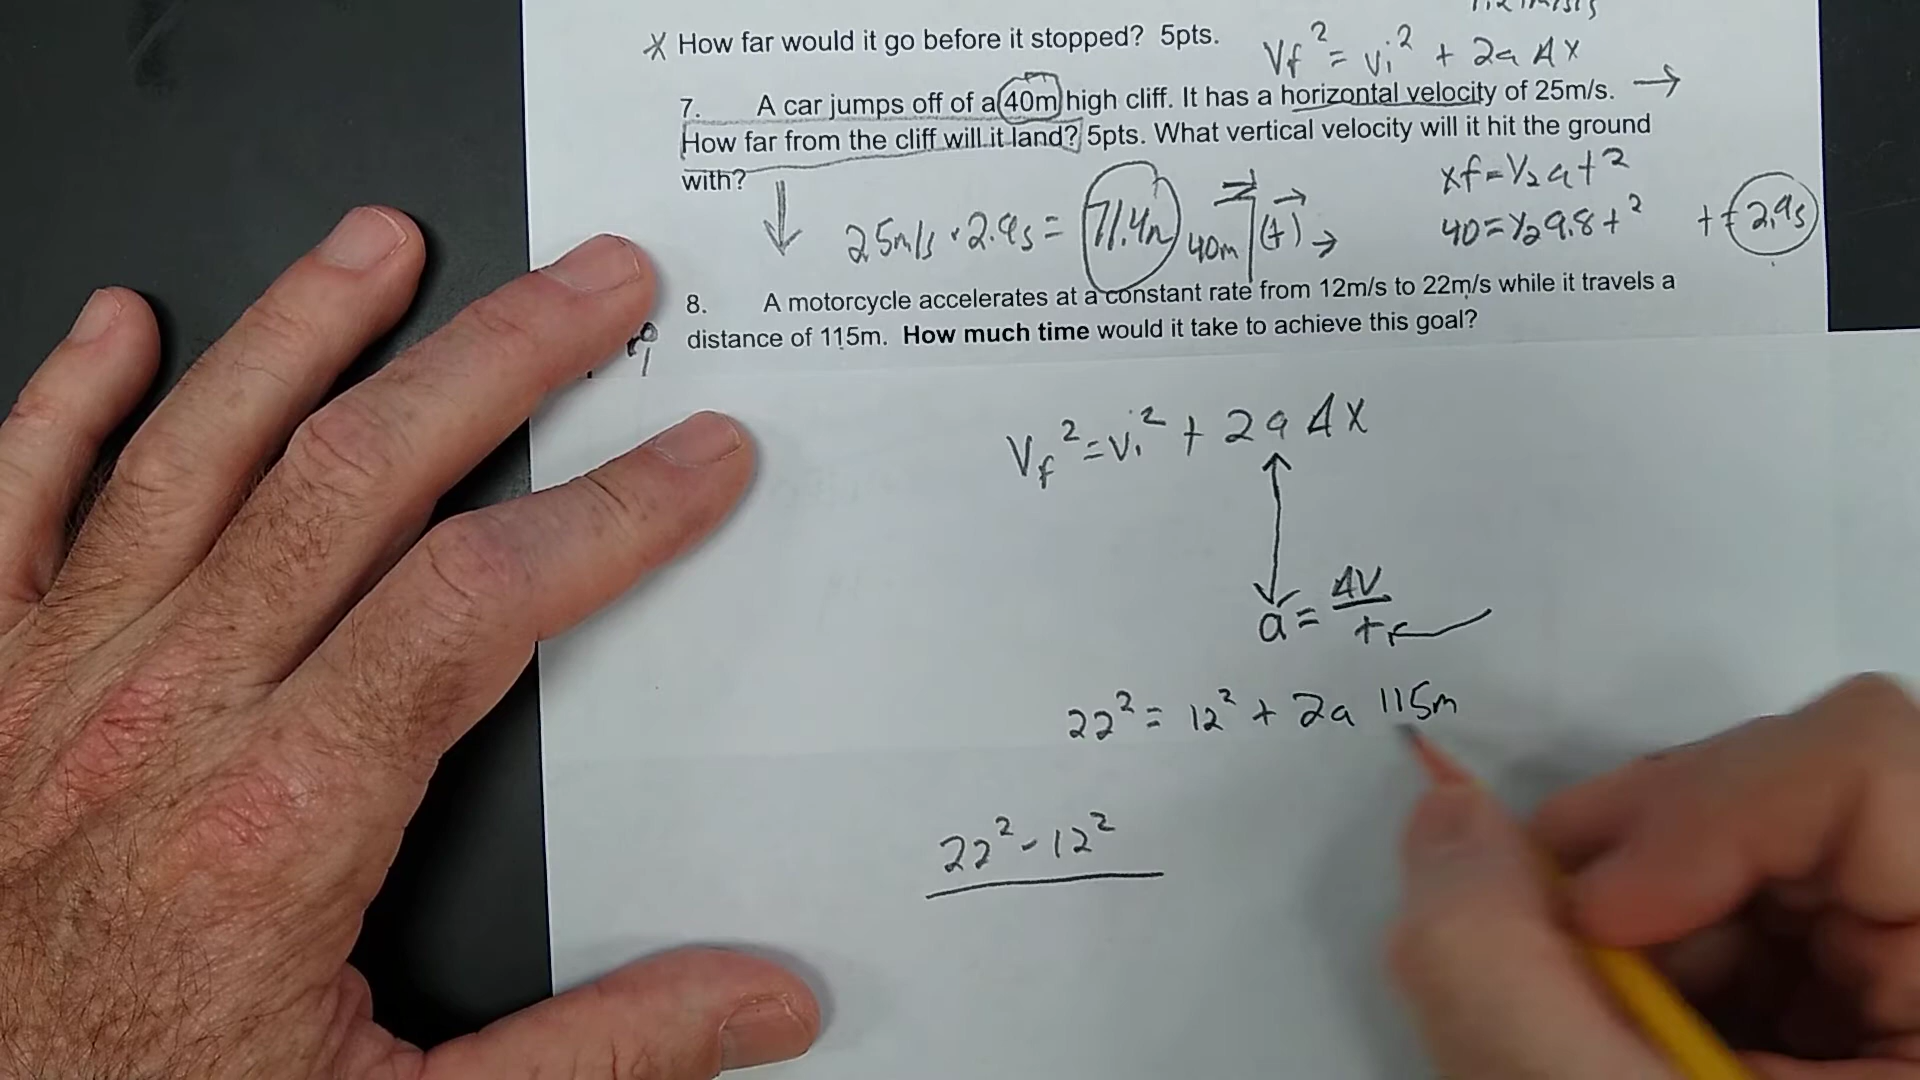 How far would it go before it stopped? 5pts.
Vf² = vi² + 2a Δx
7. A car jumps off of a 40m high cliff. It has a horizontal velocity of 25m/s. →
How far from the cliff will it land? 5pts. What vertical velocity will it hit the ground
with?
xf = ½at²
25m/s · 2.9s = 71.4m
40m
(t) →
40 = ½9.8t²
t = 2.9s
8. A motorcycle accelerates at a constant rate from 12m/s to 22m/s while it travels a
distance of 115m. How much time would it take to achieve this goal?
Vf² = vi² + 2a Δx
a = Δv/t
22² = 12² + 2a 115m
22² - 12²